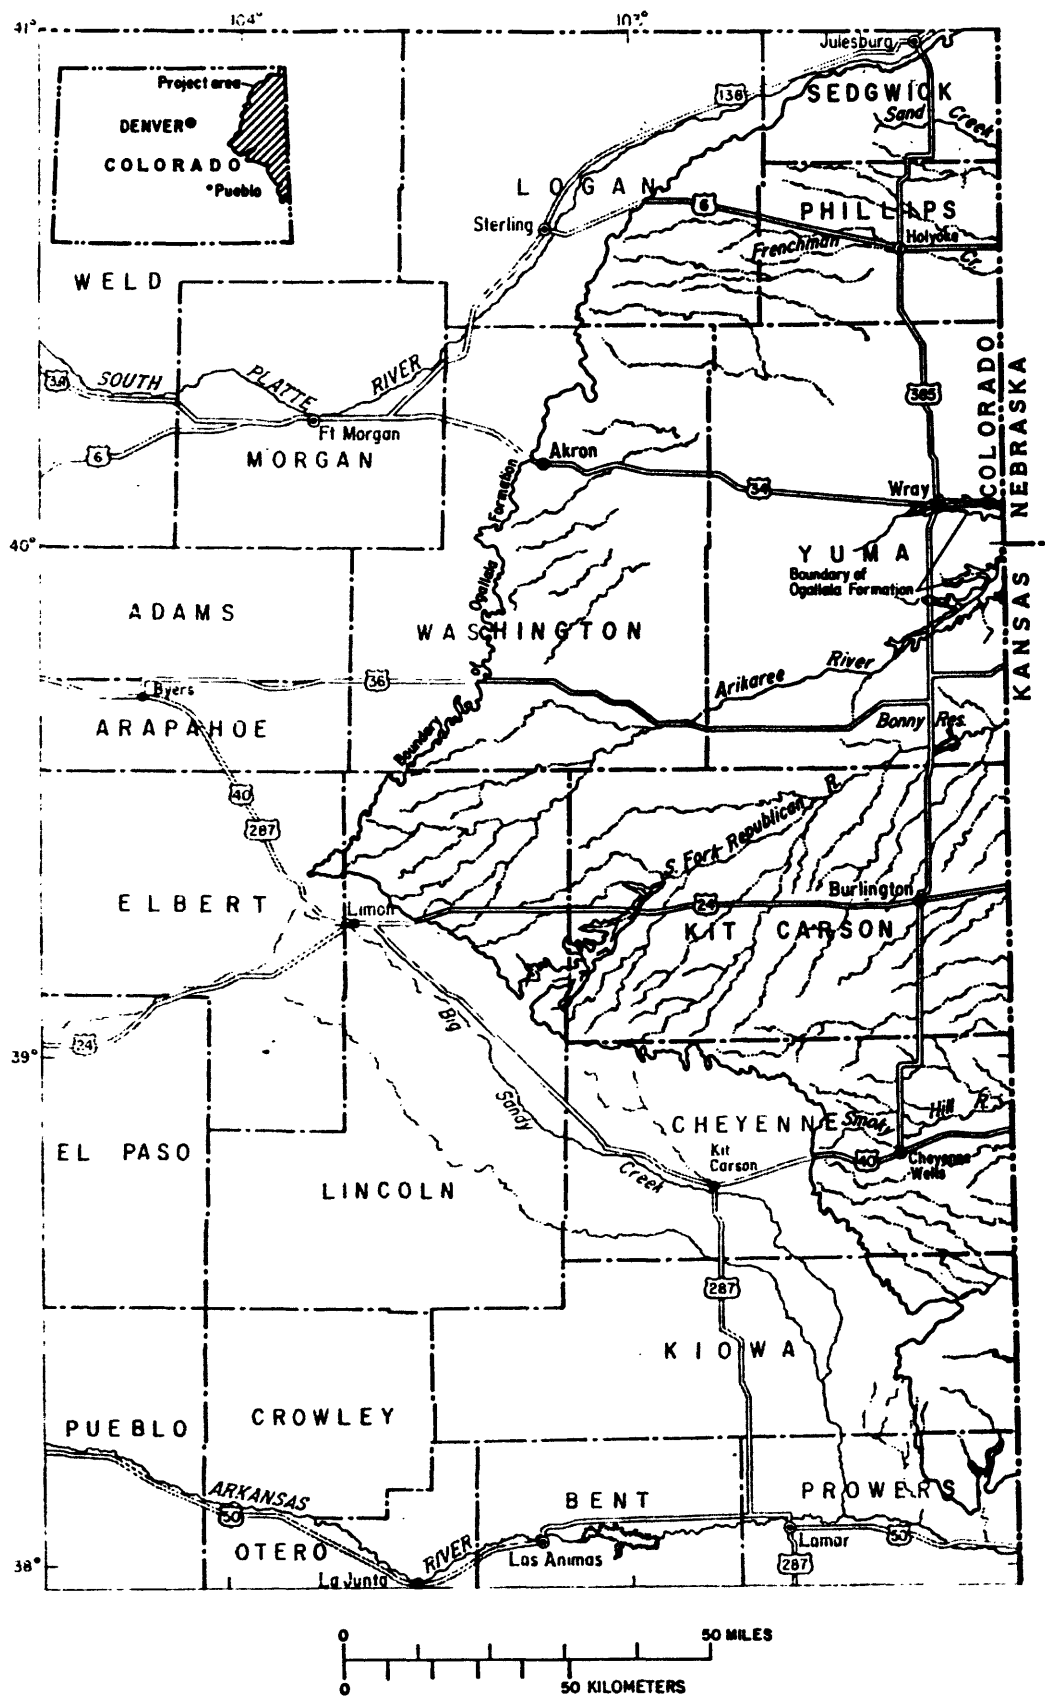 41°
104°
103°
Julesburg
Project area
138
SEDGWICK
DENVER
Sand
Creek
COLORADO
Pueblo
LOGAN
6
PHILLIPS
Sterling
Holyoke
Frenchman
Cr.
WELD
COLORADO
NEBRASKA
34
SOUTH
PLATTE
RIVER
385
Ft Morgan
6
MORGAN
Akron
34
Wray
40°
YUMA
Boundary of
Ogallala Formation
KANSAS
ADAMS
WASHINGTON
Boundary of Ogallala Formation
36
Arikaree
River
Byers
ARAPAHOE
Bonny Res.
40
287
S. Fork Republican R.
ELBERT
Limon
24
Burlington
KIT CARSON
24
39°
Big
Sandy
Creek
CHEYENNE
Smoky
Hill
R.
EL PASO
Kit
Carson
40
Cheyenne
Wells
LINCOLN
287
KIOWA
CROWLEY
PUEBLO
ARKANSAS
50
BENT
PROWERS
OTERO
RIVER
Las Animas
Lamar
50
38°
La Junta
287
0
50 MILES
0
50 KILOMETERS